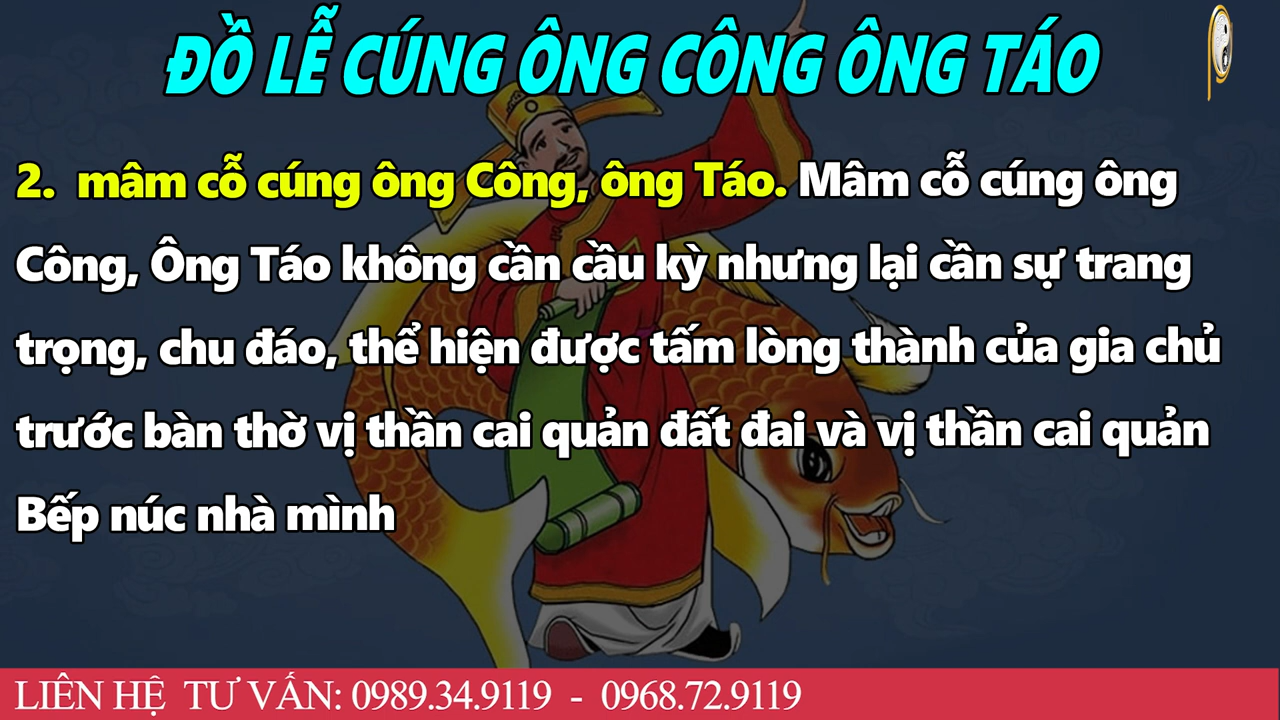 ĐỒ LỄ CÚNG ÔNG CÔNG ÔNG TÁO
2. mâm cỗ cúng ông Công, ông Táo. Mâm cỗ cúng ông
Công, Ông Táo không cần cầu kỳ nhưng lại cần sự trang
trọng, chu đáo, thể hiện được tấm lòng thành của gia chủ
trước bàn thờ vị thần cai quản đất đai và vị thần cai quản
Bếp núc nhà mình
LIÊN HỆ TƯ VẤN: 0989.34.9119 - 0968.72.9119